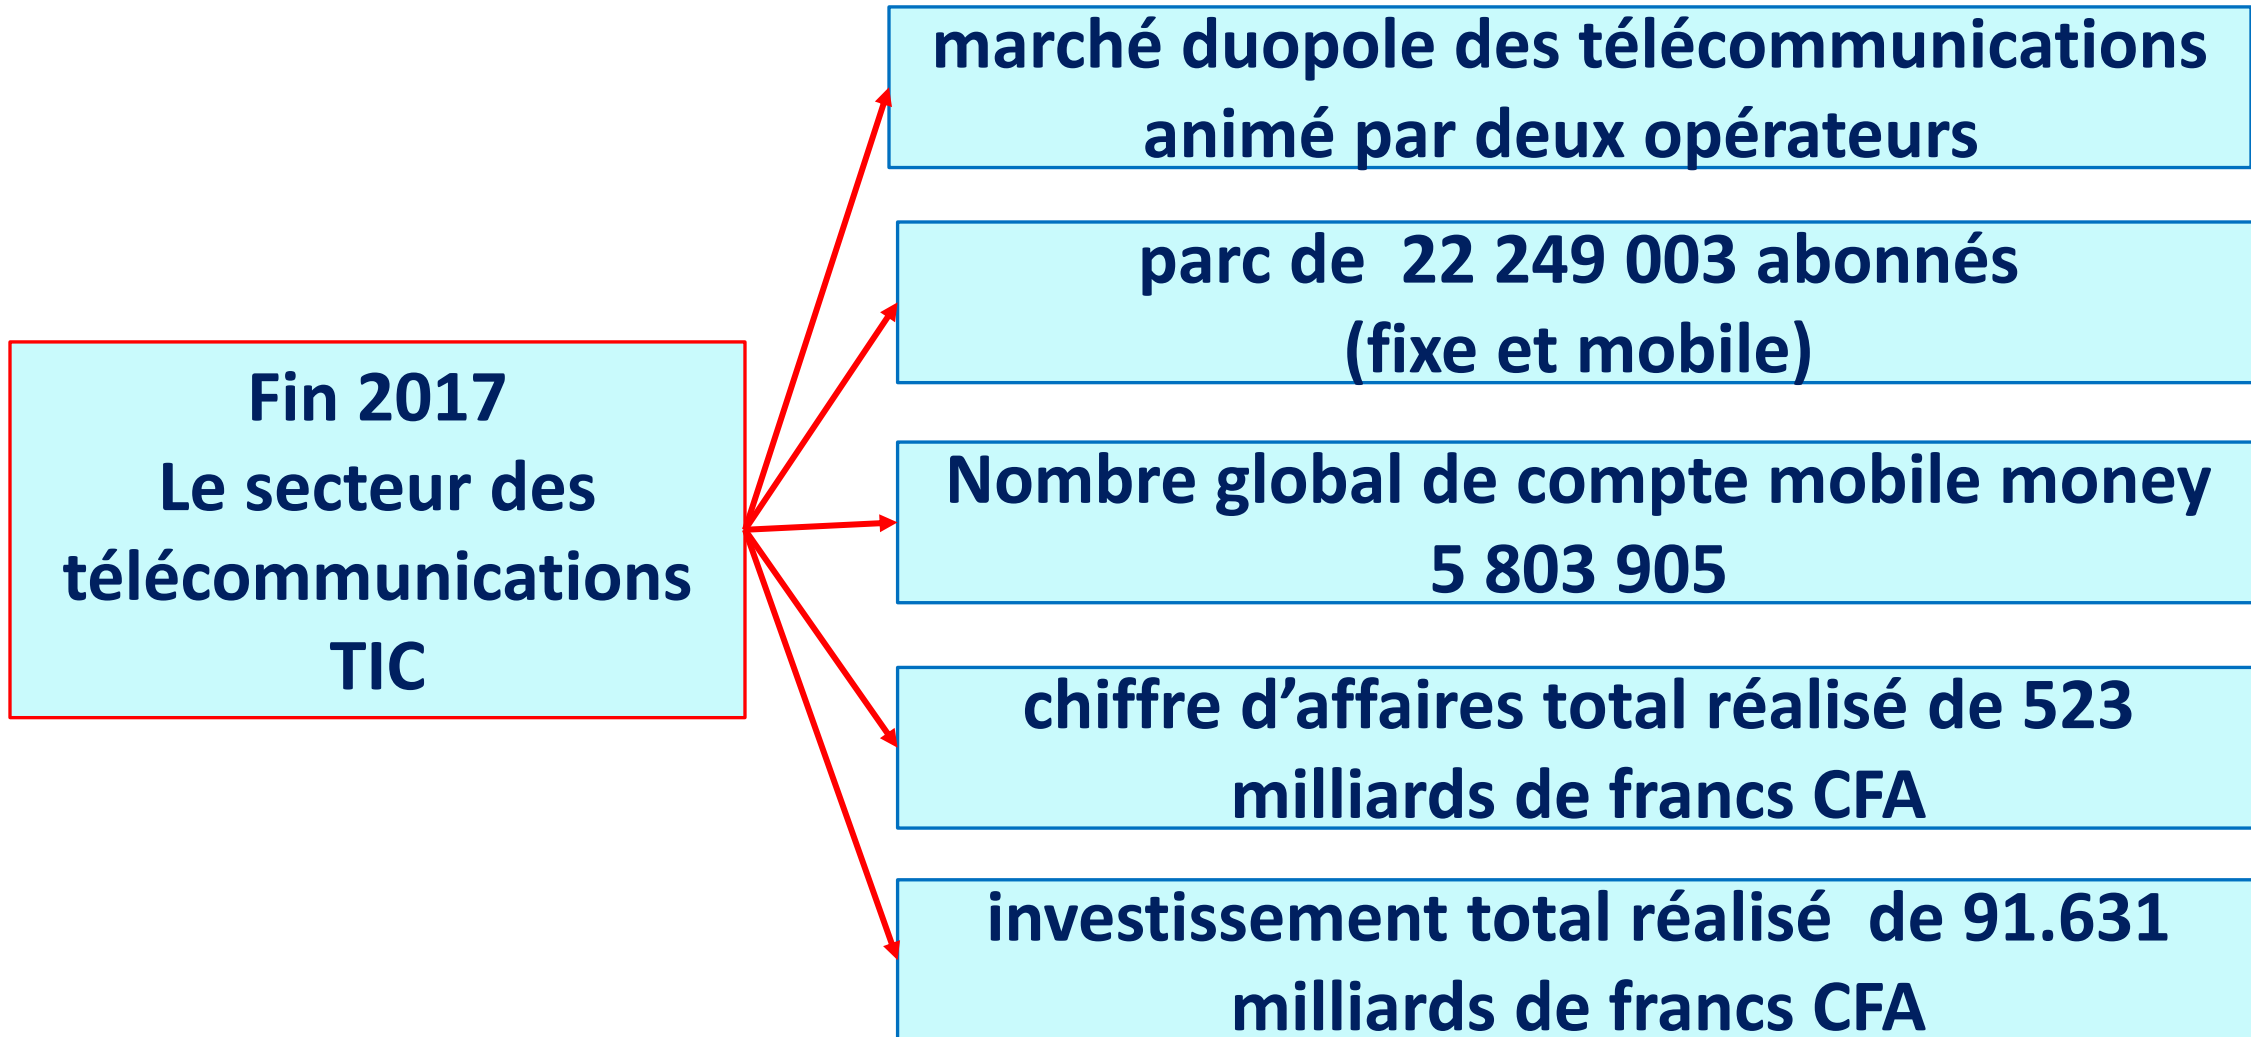 marché duopole des télécommunications
animé par deux opérateurs
parc de  22 249 003 abonnés
(fixe et mobile)
Fin 2017
Le secteur des
télécommunications
TIC
Nombre global de compte mobile money
5 803 905
chiffre d’affaires total réalisé de 523
milliards de francs CFA
investissement total réalisé  de 91.631
milliards de francs CFA